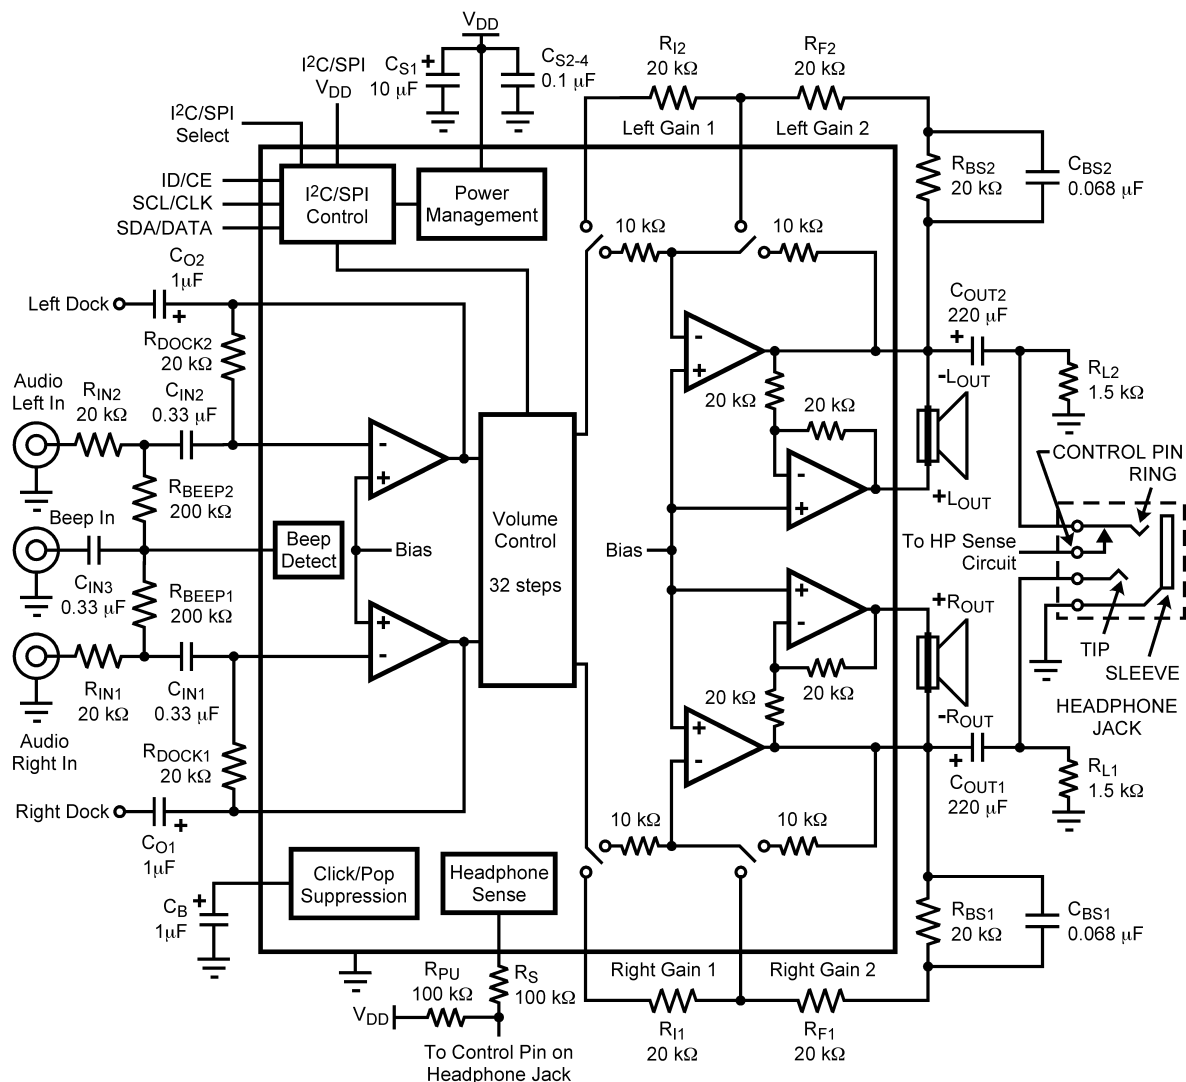 VDD
CS1
10 μF
+
CS2-4
0.1 μF
RI2
20 kΩ
RF2
20 kΩ
I2C/SPI
VDD
I2C/SPI
Select
Left Gain 1
Left Gain 2
ID/CE
SCL/CLK
SDA/DATA
I2C/SPI
Control
Power
Management
RBS2
20 kΩ
CBS2
0.068 μF
10 kΩ
10 kΩ
CO2
1μF
+
Left Dock
RDOCK2
20 kΩ
COUT2
220 μF
+
-
+
20 kΩ
20 kΩ
-LOUT
+LOUT
RL2
1.5 kΩ
Audio
Left In
RIN2
20 kΩ
CIN2
0.33 μF
-
+
-
+
RBEEP2
200 kΩ
Beep In
CIN3
0.33 μF
Beep
Detect
Bias
Volume
Control
32 steps
Bias
CONTROL PIN
RING
To HP Sense
Circuit
TIP
SLEEVE
HEADPHONE
JACK
RBEEP1
200 kΩ
+
-
+
-
+ROUT
-ROUT
RIN1
20 kΩ
CIN1
0.33 μF
Audio
Right In
20 kΩ
20 kΩ
+
-
RDOCK1
20 kΩ
Right Dock
CO1
1μF
+
+
COUT1
220 μF
RL1
1.5 kΩ
10 kΩ
10 kΩ
Click/Pop
Suppression
Headphone
Sense
CB
1μF
+
RBS1
20 kΩ
CBS1
0.068 μF
RPU
100 kΩ
RS
100 kΩ
VDD
To Control Pin on
Headphone Jack
Right Gain 1
Right Gain 2
RI1
20 kΩ
RF1
20 kΩ